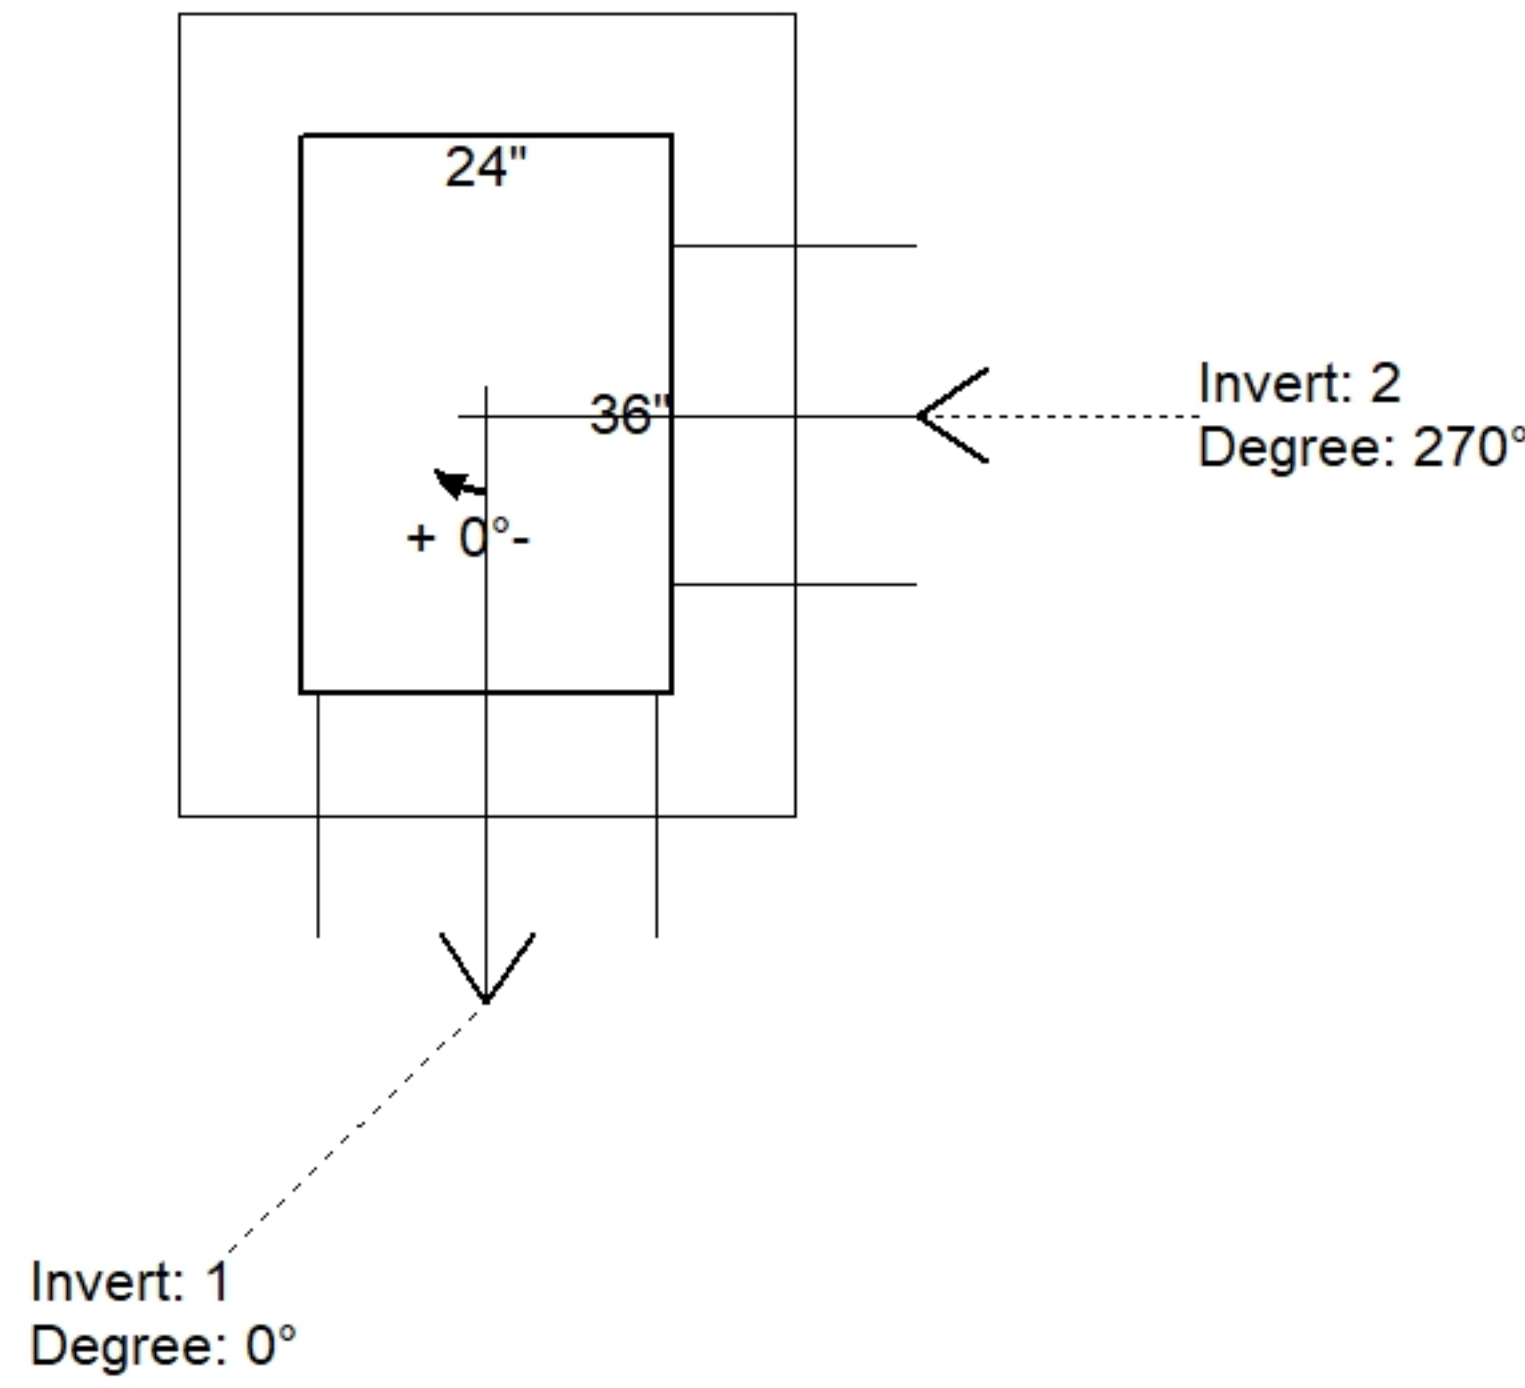 24"
36"
Invert: 2
Degree: 270°
+ 0°-
Invert: 1
Degree: 0°